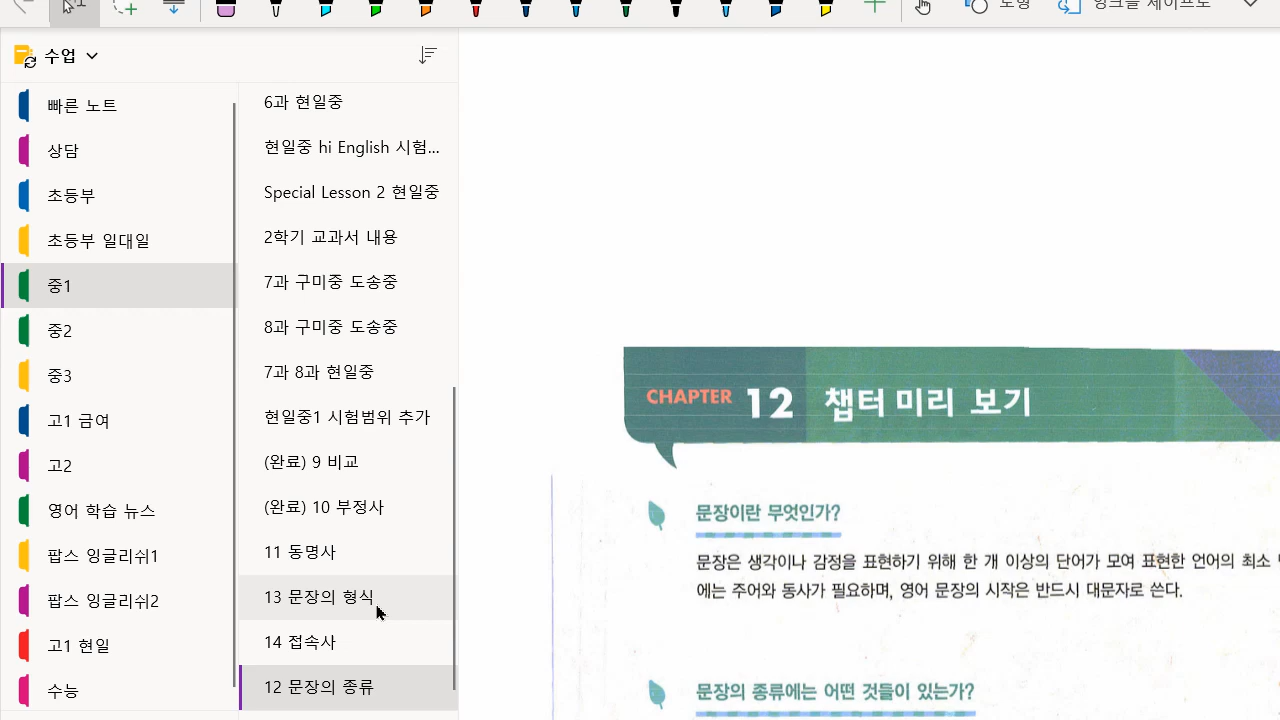 도형
잉크를 셰이프로
수업
빠른 노트
상담
초등부
초등부 일대일
중1
중2
중3
고1 금여
고2
영어 학습 뉴스
팝스 잉글리쉬1
팝스 잉글리쉬2
고1 현일
수능
6과 현일중
현일중 hi English 시험...
Special Lesson 2 현일중
2학기 교과서 내용
7과 구미중 도송중
8과 구미중 도송중
7과 8과 현일중
현일중1 시험범위 추가
(완료) 9 비교
(완료) 10 부정사
11 동명사
13 문장의 형식
14 접속사
12 문장의 종류
CHAPTER 12 챕터 미리 보기
문장이란 무엇인가?
문장은 생각이나 감정을 표현하기 위해 한 개 이상의 단어가 모여 표현한 언어의 최소
에는 주어와 동사가 필요하며, 영어 문장의 시작은 반드시 대문자로 쓴다.
문장의 종류에는 어떤 것들이 있는가?